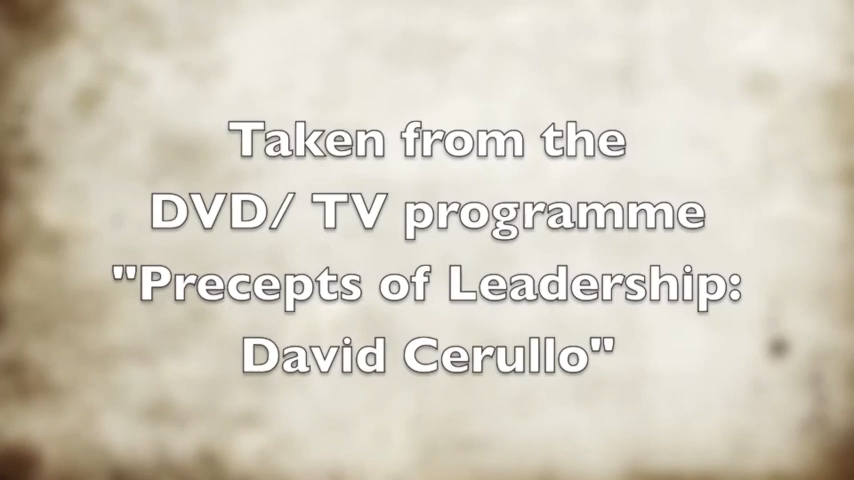 Taken from the
DVD/ TV programme
"Precepts of Leadership:
David Cerullo"